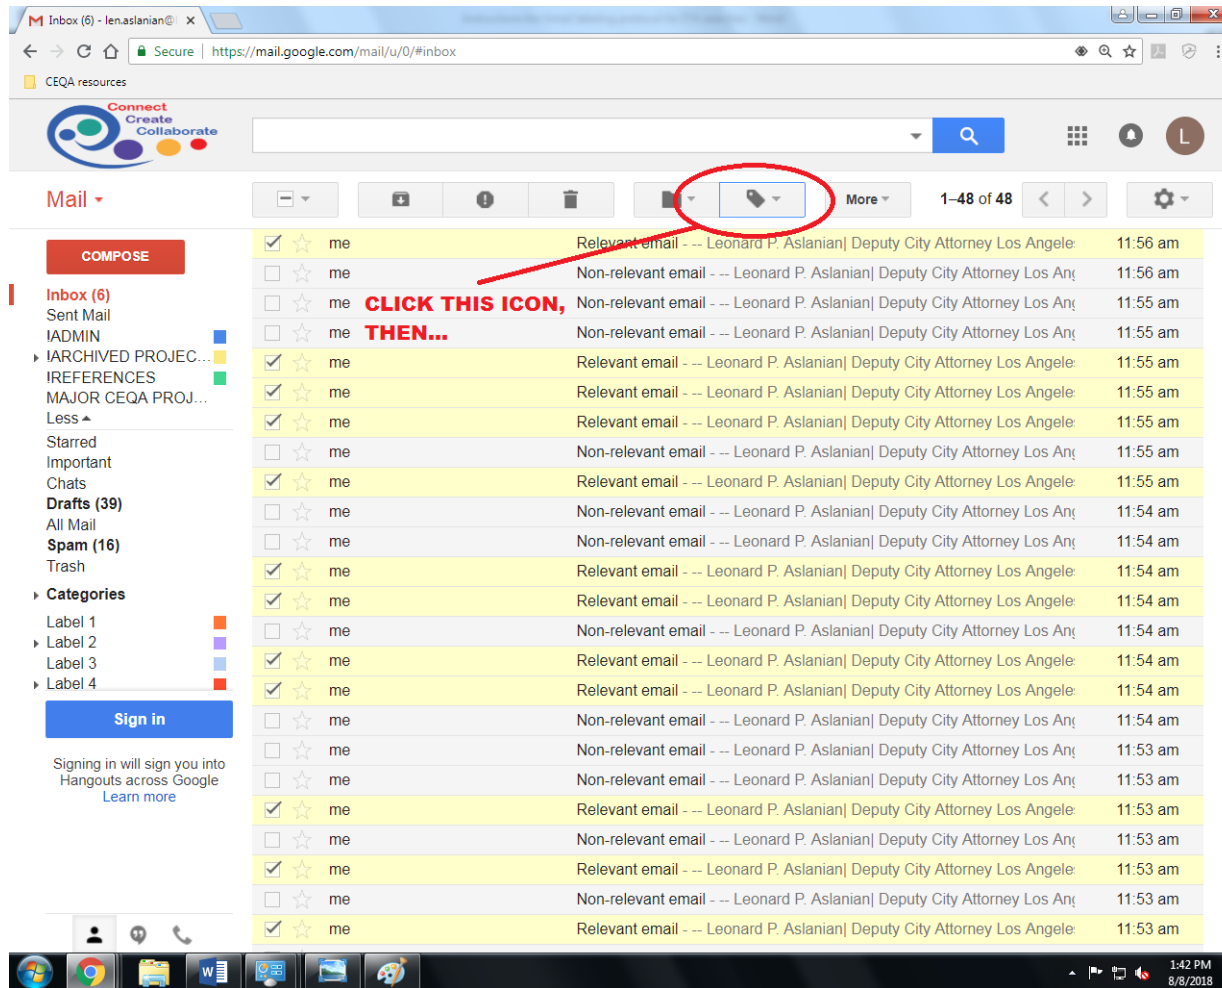 Inbox (6) - len.aslanian@
Secure https://mail.google.com/mail/u/0/#inbox
CEQA resources
Connect
Create
Collaborate
L
Mail
More
1–48 of 48
COMPOSE
Inbox (6)
Sent Mail
!ADMIN
!ARCHIVED PROJEC...
!REFERENCES
MAJOR CEQA PROJ...
Less
Starred
Important
Chats
Drafts (39)
All Mail
Spam (16)
Trash
Categories
Label 1
Label 2
Label 3
Label 4
Sign in
Signing in will sign you into
Hangouts across Google
Learn more
me Relevant email - -- Leonard P. Aslanian| Deputy City Attorney Los Angele 11:56 am
me Non-relevant email - -- Leonard P. Aslanian| Deputy City Attorney Los Ang 11:56 am
me Non-relevant email - -- Leonard P. Aslanian| Deputy City Attorney Los Ang 11:55 am
CLICK THIS ICON,
THEN...
me Non-relevant email - -- Leonard P. Aslanian| Deputy City Attorney Los Ang 11:55 am
me Relevant email - -- Leonard P. Aslanian| Deputy City Attorney Los Angele 11:55 am
me Relevant email - -- Leonard P. Aslanian| Deputy City Attorney Los Angele 11:55 am
me Relevant email - -- Leonard P. Aslanian| Deputy City Attorney Los Angele 11:55 am
me Non-relevant email - -- Leonard P. Aslanian| Deputy City Attorney Los Ang 11:55 am
me Relevant email - -- Leonard P. Aslanian| Deputy City Attorney Los Angele 11:55 am
me Non-relevant email - -- Leonard P. Aslanian| Deputy City Attorney Los Ang 11:54 am
me Non-relevant email - -- Leonard P. Aslanian| Deputy City Attorney Los Ang 11:54 am
me Relevant email - -- Leonard P. Aslanian| Deputy City Attorney Los Angele 11:54 am
me Relevant email - -- Leonard P. Aslanian| Deputy City Attorney Los Angele 11:54 am
me Non-relevant email - -- Leonard P. Aslanian| Deputy City Attorney Los Ang 11:54 am
me Relevant email - -- Leonard P. Aslanian| Deputy City Attorney Los Angele 11:54 am
me Relevant email - -- Leonard P. Aslanian| Deputy City Attorney Los Angele 11:54 am
me Non-relevant email - -- Leonard P. Aslanian| Deputy City Attorney Los Ang 11:54 am
me Non-relevant email - -- Leonard P. Aslanian| Deputy City Attorney Los Ang 11:53 am
me Non-relevant email - -- Leonard P. Aslanian| Deputy City Attorney Los Ang 11:53 am
me Relevant email - -- Leonard P. Aslanian| Deputy City Attorney Los Angele 11:53 am
me Non-relevant email - -- Leonard P. Aslanian| Deputy City Attorney Los Ang 11:53 am
me Relevant email - -- Leonard P. Aslanian| Deputy City Attorney Los Angele 11:53 am
me Non-relevant email - -- Leonard P. Aslanian| Deputy City Attorney Los Ang 11:53 am
me Relevant email - -- Leonard P. Aslanian| Deputy City Attorney Los Angele 11:53 am
1:42 PM
8/8/2018